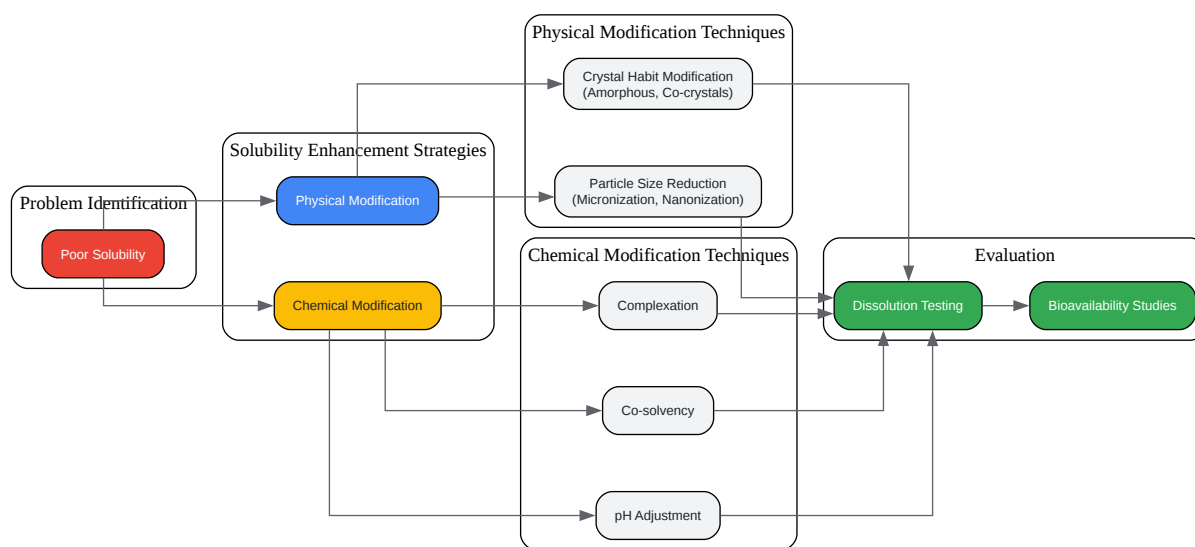 Problem Identification
Poor Solubility
Solubility Enhancement Strategies
Physical Modification
Chemical Modification
Physical Modification Techniques
Crystal Habit Modification
(Amorphous, Co-crystals)
Particle Size Reduction
(Micronization, Nanonization)
Chemical Modification Techniques
Complexation
Co-solvency
pH Adjustment
Evaluation
Dissolution Testing
Bioavailability Studies